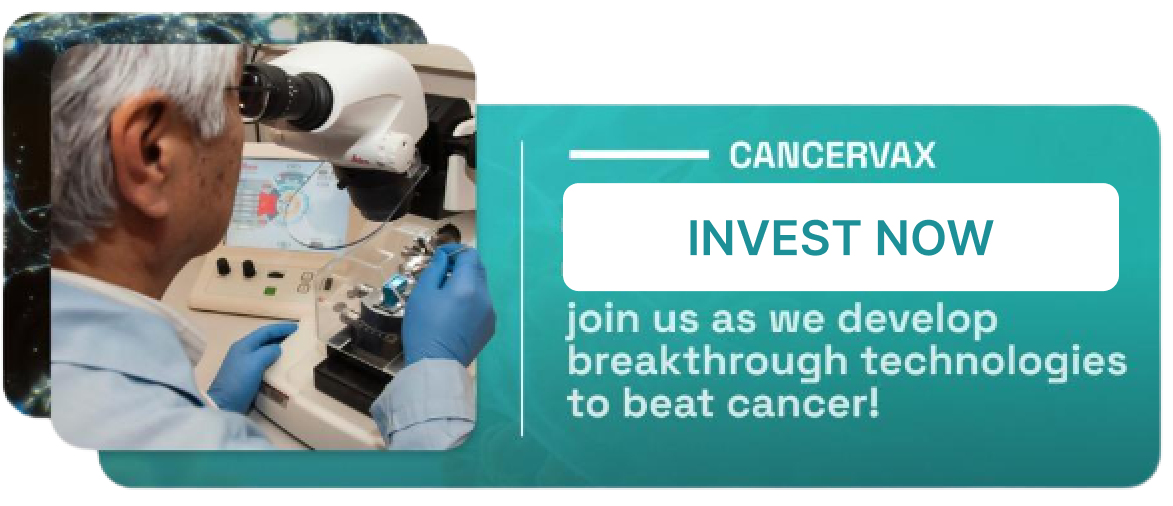 CANCERVAX
INVEST NOW
join us as we develop
breakthrough technologies
to beat cancer!